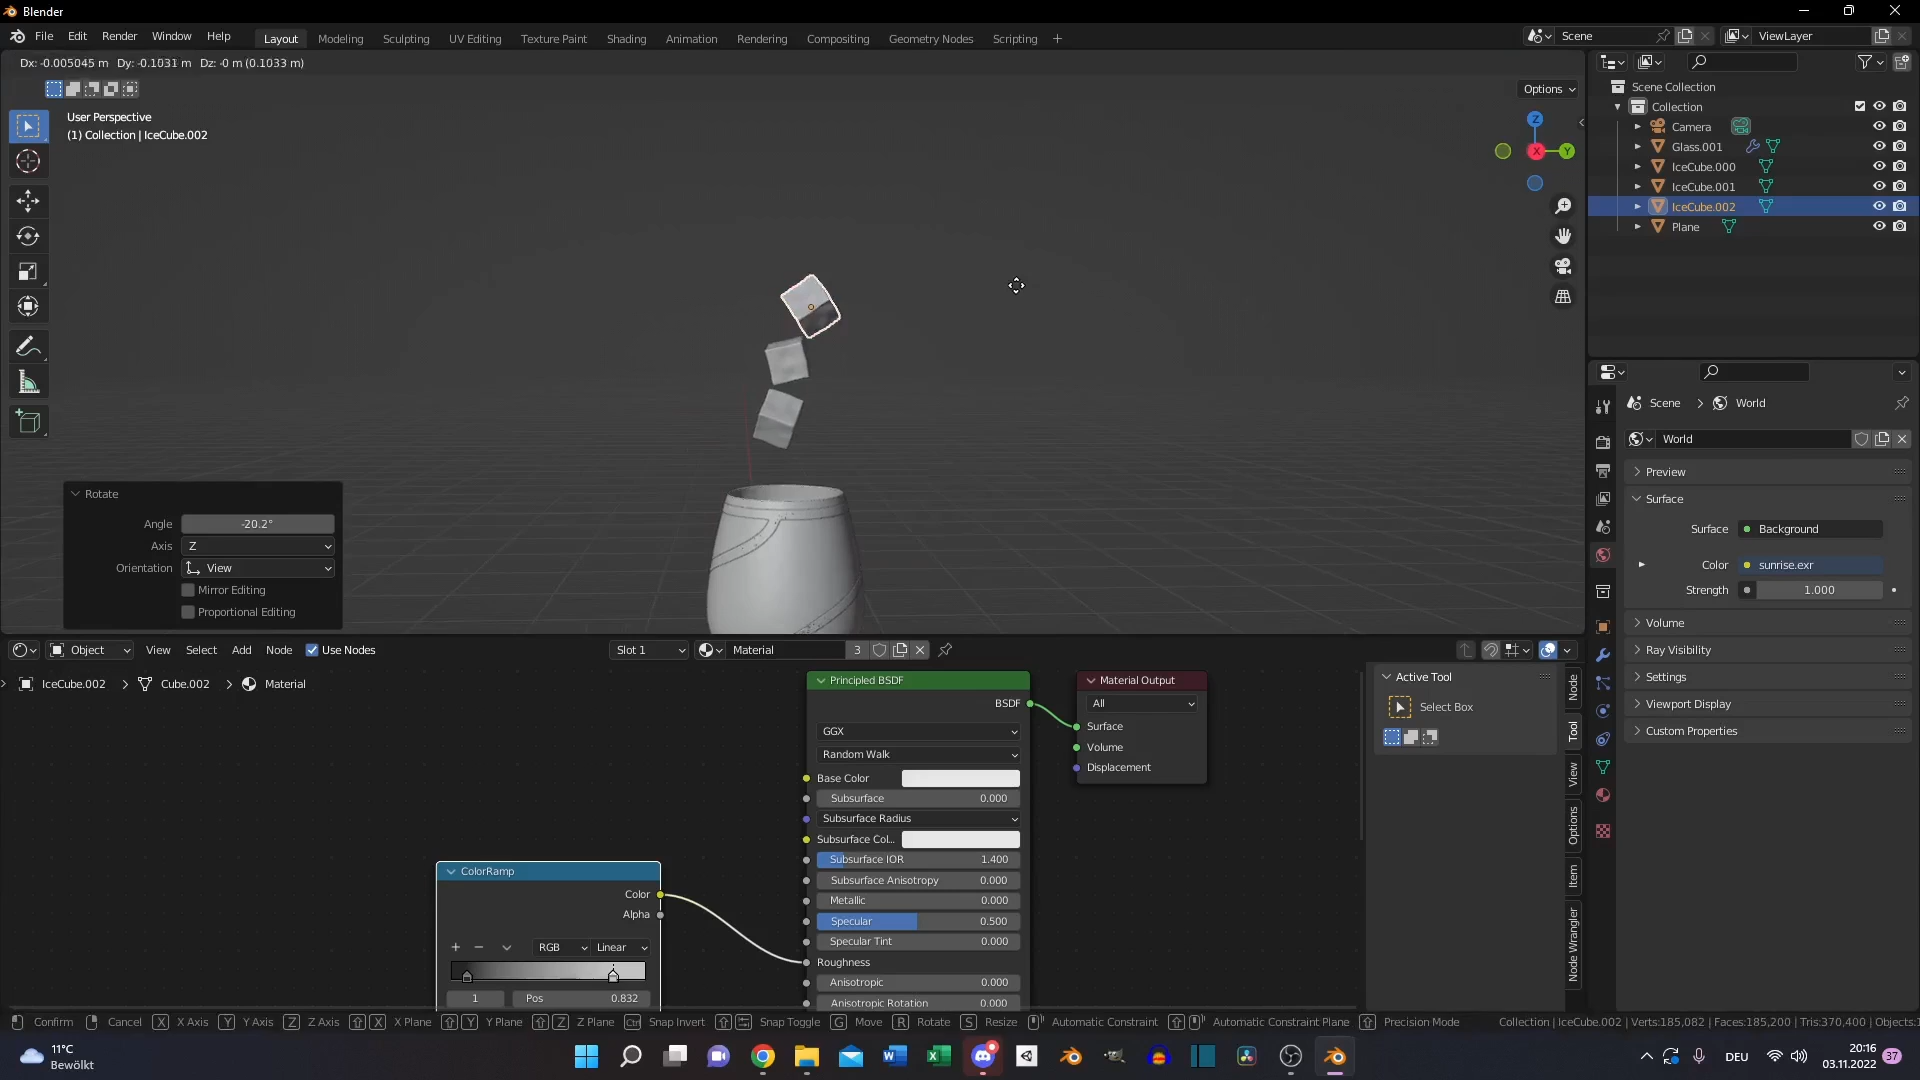 Blender
File Edit Render Window Help Layout Modeling Sculpting UV Editing Texture Paint Shading Animation Rendering Compositing Geometry Nodes Scripting + Scene ViewLayer
Dx: -0.005045 m Dy: -0.1031 m Dz: -0 m (0.1033 m)
Options
User Perspective
(1) Collection | IceCube.002
Z
X
Y
Scene Collection
Collection
Camera
Glass.001
IceCube.000
IceCube.001
IceCube.002
Plane
Rotate
Angle -20.2°
Axis Z
Orientation View
Mirror Editing
Proportional Editing
Scene > World
World
Preview
Surface
Surface Background
Color sunrise.exr
Strength 1.000
Volume
Ray Visibility
Settings
Viewport Display
Custom Properties
Object View Select Add Node Use Nodes Slot 1 Material 3
IceCube.002 > Cube.002 > Material
Principled BSDF
BSDF
GGX
Random Walk
Base Color
Subsurface 0.000
Subsurface Radius
Subsurface Col...
Subsurface IOR 1.400
Subsurface Anisotropy 0.000
Metallic 0.000
Specular 0.500
Specular Tint 0.000
Roughness
Anisotropic 0.000
Anisotropic Rotation 0.000
Material Output
All
Surface
Volume
Displacement
ColorRamp
Color
Alpha
+ − RGB Linear
1 Pos 0.832
Active Tool
Select Box
Node
Tool
View
Options
Item
Node Wrangler
Confirm Cancel X X Axis Y Y Axis Z Z Axis X X Plane Y Y Plane Z Z Plane Ctrl Snap Invert Snap Toggle G Move R Rotate S Resize Automatic Constraint Automatic Constraint Plane Precision Mode Collection | IceCube.002 | Verts:185,082 | Faces:185,200 | Tris:370,400 | Objects:1
11°C
Bewölkt
DEU
20:16
03.11.2022
37